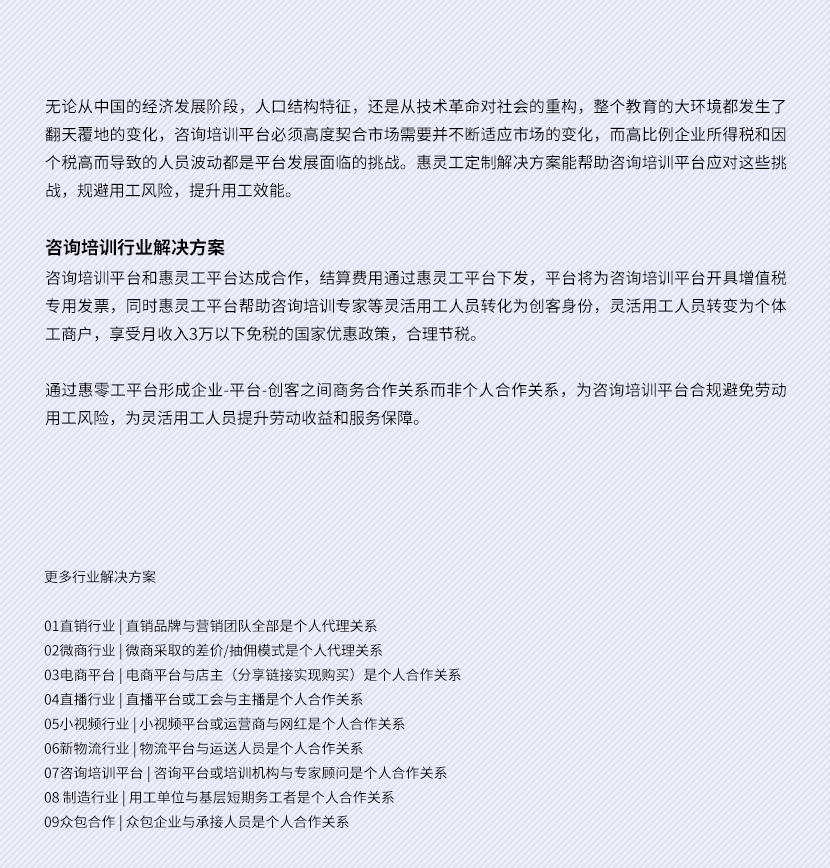 无论从中国的经济发展阶段，人口结构特征，还是从技术革命对社会的重构，整个教育的大环境都发生了
翻天覆地的变化，咨询培训平台必须高度契合市场需要并不断适应市场的变化，而高比例企业所得税和因
个税高而导致的人员波动都是平台发展面临的挑战。惠灵工定制解决方案能帮助咨询培训平台应对这些挑
战，规避用工风险，提升用工效能。
咨询培训行业解决方案
咨询培训平台和惠灵工平台达成合作，结算费用通过惠灵工平台下发，平台将为咨询培训平台开具增值税
专用发票，同时惠灵工平台帮助咨询培训专家等灵活用工人员转化为创客身份，灵活用工人员转变为个体
工商户，享受月收入3万以下免税的国家优惠政策，合理节税。
通过惠零工平台形成企业-平台-创客之间商务合作关系而非个人合作关系，为咨询培训平台合规避免劳动
用工风险，为灵活用工人员提升劳动收益和服务保障。
更多行业解决方案
01直销行业 | 直销品牌与营销团队全部是个人代理关系
02微商行业 | 微商采取的差价/抽佣模式是个人代理关系
03电商平台 | 电商平台与店主（分享链接实现购买）是个人合作关系
04直播行业 | 直播平台或工会与主播是个人合作关系
05小视频行业 | 小视频平台或运营商与网红是个人合作关系
06新物流行业 | 物流平台与运送人员是个人合作关系
07咨询培训平台 | 咨询平台或培训机构与专家顾问是个人合作关系
08 制造行业 | 用工单位与基层短期务工者是个人合作关系
09众包合作 | 众包企业与承接人员是个人合作关系